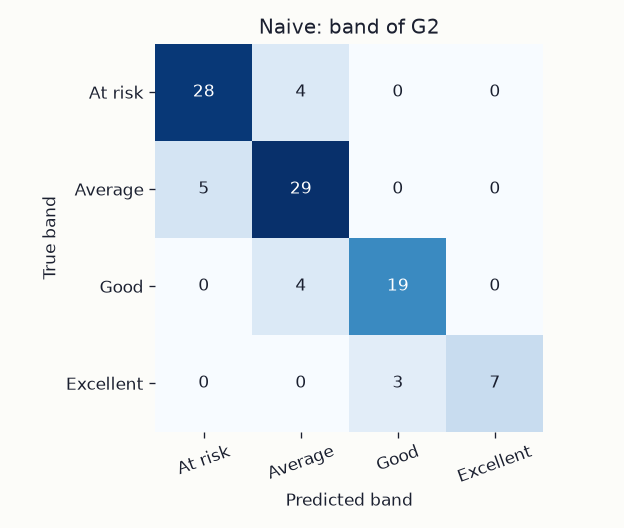 Naive: band of G2
True band
At risk 28 4 0 0
Average 5 29 0 0
Good 0 4 19 0
Excellent 0 0 3 7
At risk Average Good Excellent
Predicted band